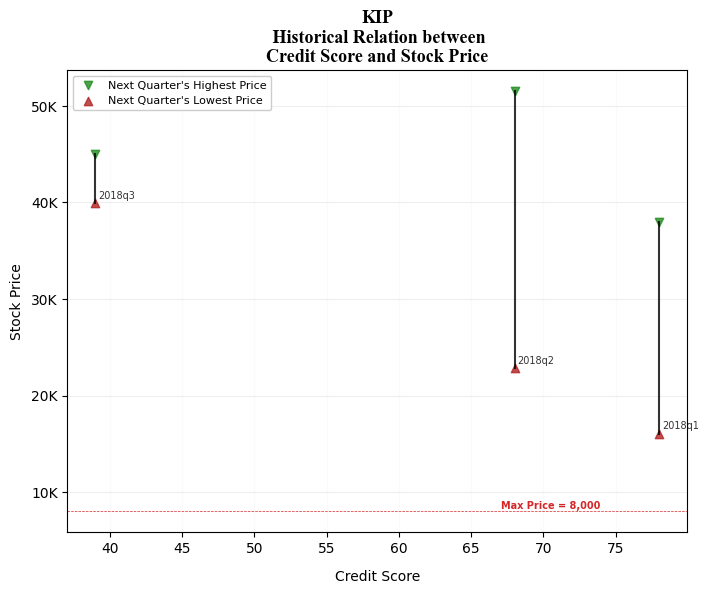 KIP
Historical Relation between
Credit Score and Stock Price
Next Quarter's Highest Price
Next Quarter's Lowest Price
50K
40K
30K
20K
10K
Stock Price
2018q3
2018q2
2018q1
Max Price = 8,000
40 45 50 55 60 65 70 75
Credit Score